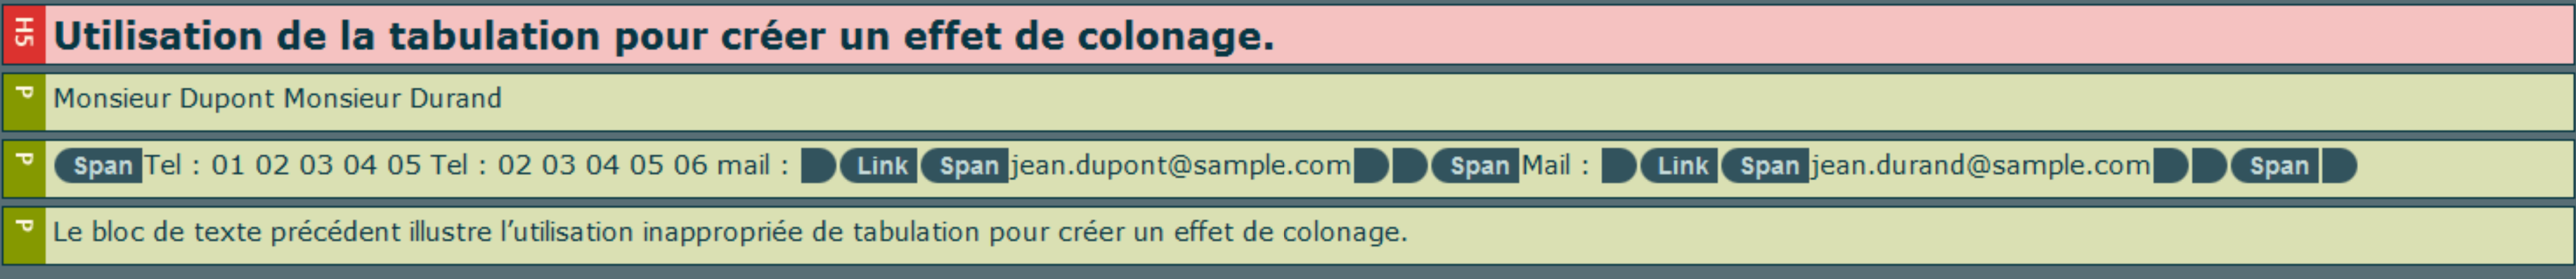 H5 Utilisation de la tabulation pour créer un effet de colonage.
P Monsieur Dupont Monsieur Durand
P Span Tel : 01 02 03 04 05 Tel : 02 03 04 05 06 mail : Link Span jean.dupont@sample.com Span Mail : Link Span jean.durand@sample.com Span
P Le bloc de texte précédent illustre l’utilisation inappropriée de tabulation pour créer un effet de colonage.